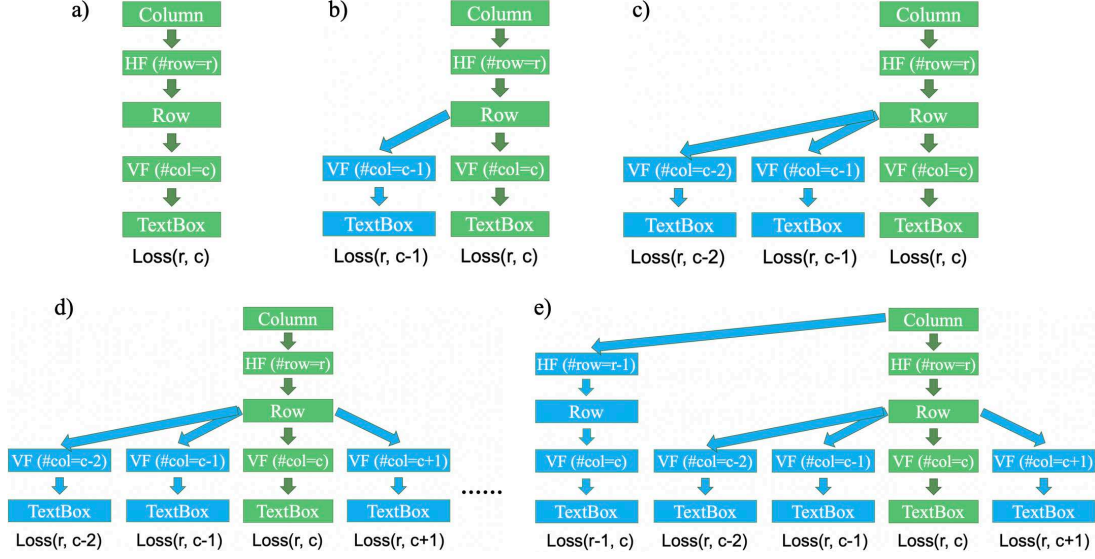 a)
Column
HF (#row=r)
Row
VF (#col=c)
TextBox
Loss(r, c)
b)
Column
HF (#row=r)
Row
VF (#col=c-1) VF (#col=c)
TextBox TextBox
Loss(r, c-1) Loss(r, c)
c)
Column
HF (#row=r)
Row
VF (#col=c-2) VF (#col=c-1) VF (#col=c)
TextBox TextBox TextBox
Loss(r, c-2) Loss(r, c-1) Loss(r, c)
d)
Column
HF (#row=r)
Row
VF (#col=c-2) VF (#col=c-1) VF (#col=c) VF (#col=c+1)
TextBox TextBox TextBox TextBox ......
Loss(r, c-2) Loss(r, c-1) Loss(r, c) Loss(r, c+1)
e)
Column
HF (#row=r-1) HF (#row=r)
Row Row
VF (#col=c) VF (#col=c-2) VF (#col=c-1) VF (#col=c) VF (#col=c+1)
TextBox TextBox TextBox TextBox TextBox
Loss(r-1, c) Loss(r, c-2) Loss(r, c-1) Loss(r, c) Loss(r, c+1)